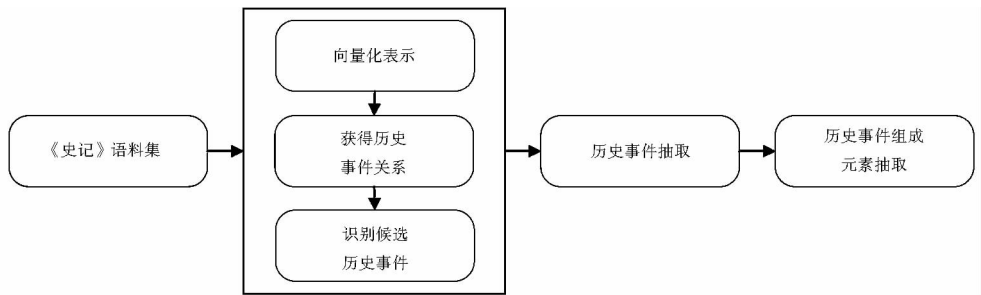 《史记》语料集
向量化表示
获得历史
事件关系
识别候选
历史事件
历史事件抽取
历史事件组成
元素抽取